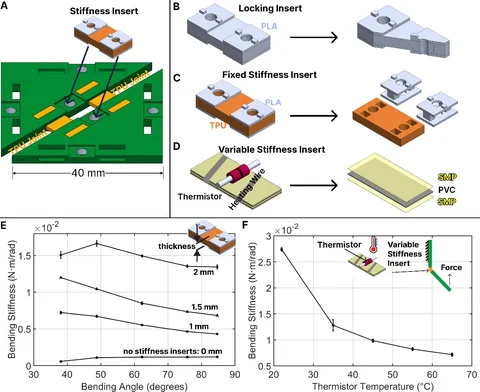 A
Stiffness Insert
TPU Joint
TPU Joint
40 mm
B
Locking Insert
PLA
C
Fixed Stiffness Insert
PLA
TPU
D
Variable Stiffness Insert
Thermistor
Heating Wire
SMP
PVC
SMP
E
×10⁻²
2
1.5
1
0.5
0
Bending Stiffness (N·m/rad)
thickness
2 mm
1.5 mm
1 mm
no stiffness inserts: 0 mm
30 40 50 60 70 80 90
Bending Angle (degrees)
F
×10⁻²
3
2.5
2
1.5
1
0.5
Bending Stiffness (N·m/rad)
Thermistor
Variable
Stiffness
Insert
Force
20 30 40 50 60 70
Thermistor Temperature (°C)